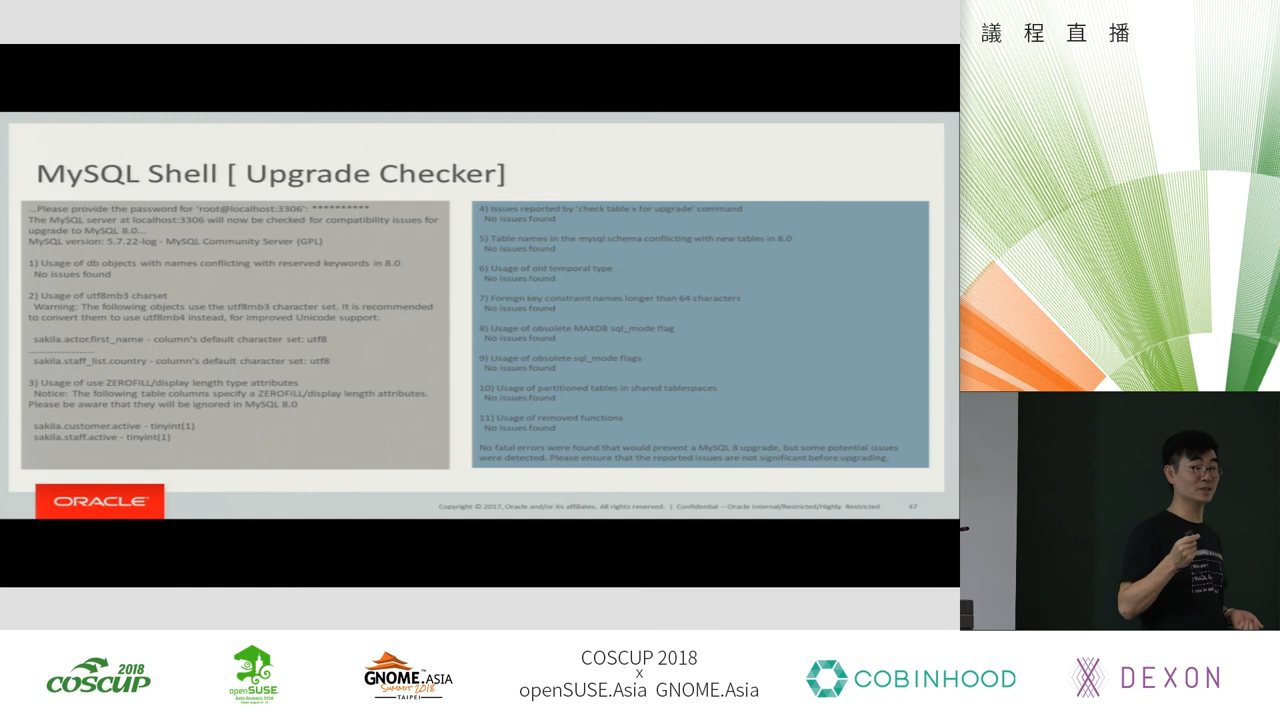 議程直播
MySQL Shell [ Upgrade Checker]
...Please provide the password for 'root@localhost:3306': **********
The MySQL server at localhost:3306 will now be checked for compatibility issues for
upgrade to MySQL 8.0...
MySQL version: 5.7.22-log - MySQL Community Server (GPL)
1) Usage of db objects with names conflicting with reserved keywords in 8.0
No issues found
2) Usage of utf8mb3 charset
Warning: The following objects use the utf8mb3 character set. It is recommended
to convert them to use utf8mb4 instead, for improved Unicode support.
sakila.actor.first_name - column's default character set: utf8
.......................
sakila.staff_list.country - column's default character set: utf8
3) Usage of use ZEROFILL/display length type attributes
Notice: The following table columns specify a ZEROFILL/display length attributes.
Please be aware that they will be ignored in MySQL 8.0
sakila.customer.active - tinyint(1)
sakila.staff.active - tinyint(1)
4) Issues reported by 'check table x for upgrade' command
No issues found
5) Table names in the mysql schema conflicting with new tables in 8.0
No issues found
6) Usage of old temporal type
No issues found
7) Foreign key constraint names longer than 64 characters
No issues found
8) Usage of obsolete MAXDB sql_mode flag
No issues found
9) Usage of obsolete sql_mode flags
No issues found
10) Usage of partitioned tables in shared tablespaces
No issues found
11) Usage of removed functions
No issues found
No fatal errors were found that would prevent a MySQL 8 upgrade, but some potential issues
were detected. Please ensure that the reported issues are not significant before upgrading.
ORACLE
Copyright © 2017, Oracle and/or its affiliates. All rights reserved. | Confidential – Oracle Internal/Restricted/Highly Restricted 47
2018
COSCUP
openSUSE
Asia Summit 2018
GNOME.ASIA
SUMMIT 2018
TAIPEI
COSCUP 2018
x
openSUSE.Asia GNOME.Asia
COBINHOOD
DEXON